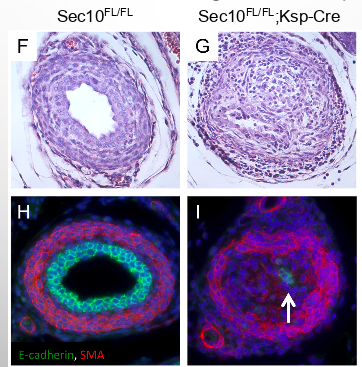 Sec10FL/FL Sec10FL/FL;Ksp-Cre
F G
H I
E-cadherin, SMA